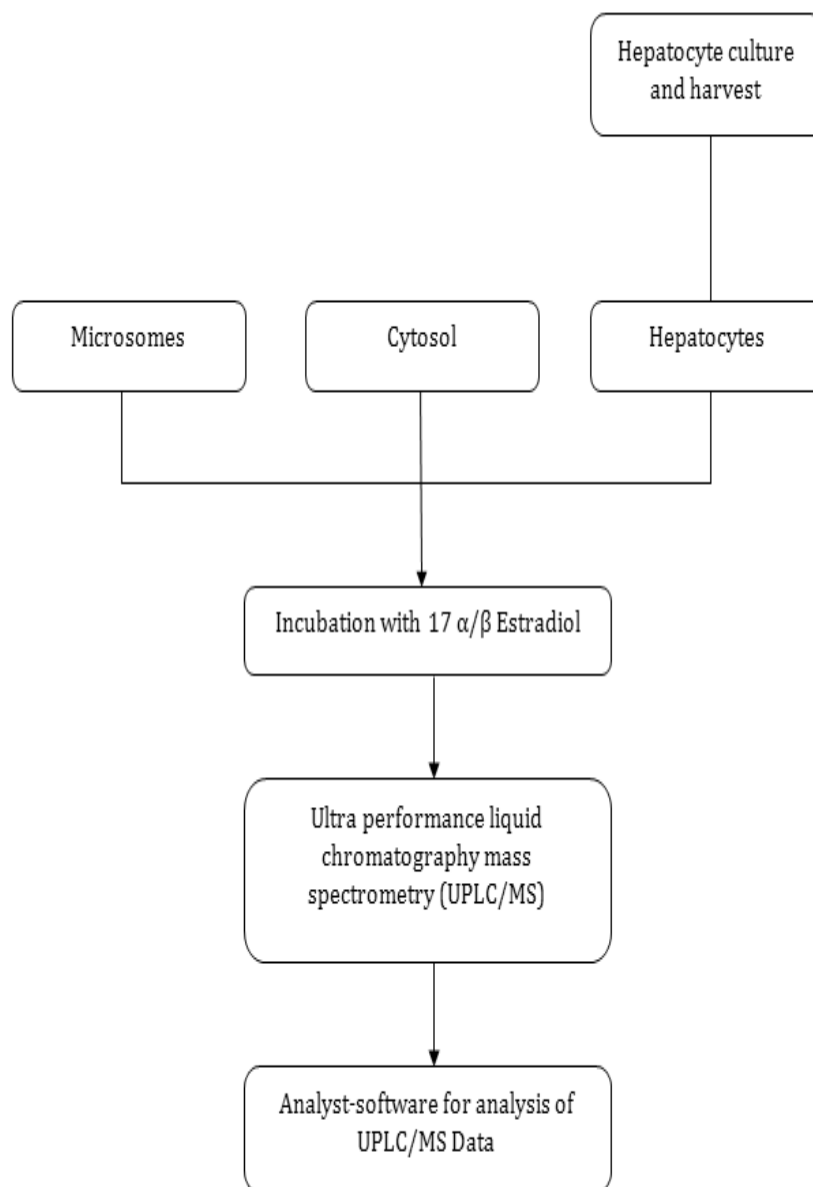 Hepatocyte culture
and harvest
Microsomes
Cytosol
Hepatocytes
Incubation with 17 α/β Estradiol
Ultra performance liquid
chromatography mass
spectrometry (UPLC/MS)
Analyst-software for analysis of
UPLC/MS Data